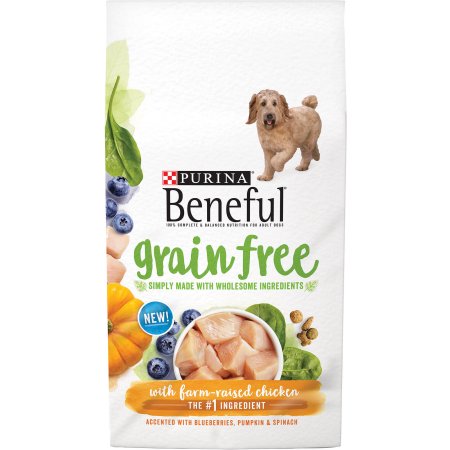 PURINA
Beneful
100% COMPLETE & BALANCED NUTRITION FOR ADULT DOGS
grain free
SIMPLY MADE WITH WHOLESOME INGREDIENTS
NEW!
with farm-raised chicken
THE #1 INGREDIENT
ACCENTED WITH BLUEBERRIES, PUMPKIN & SPINACH